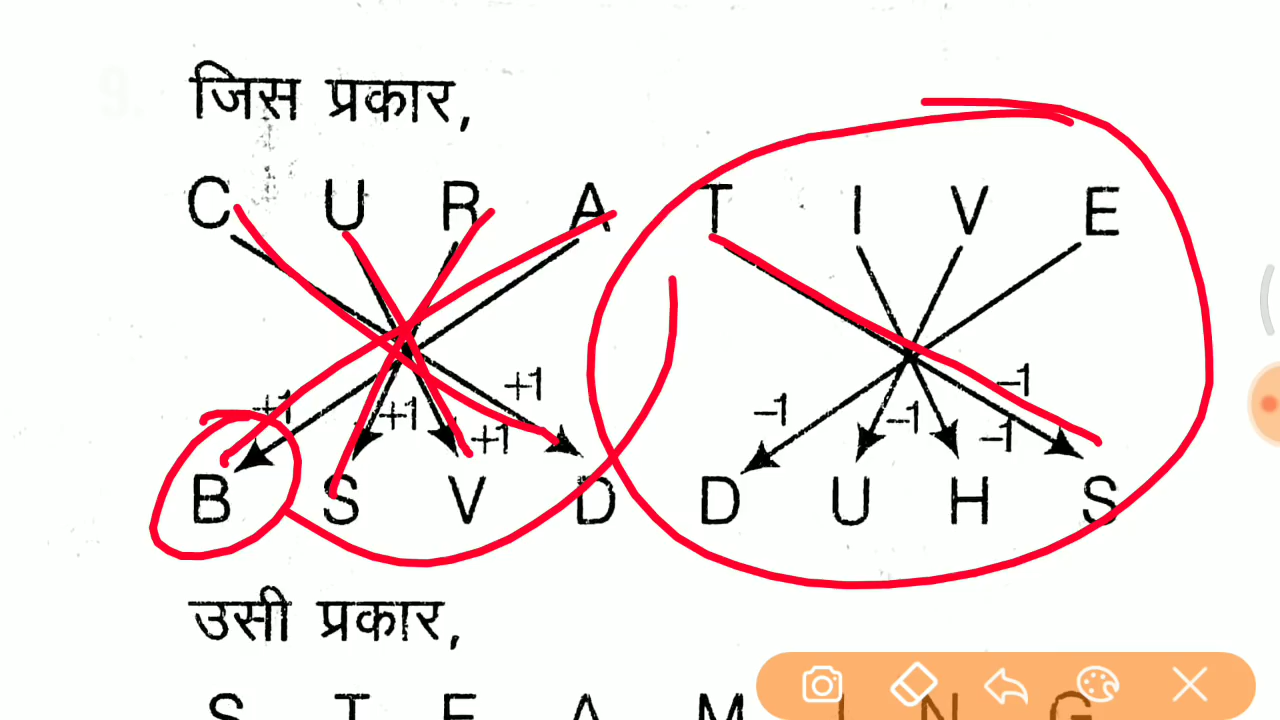 जिस प्रकार,
C U R A T I V E
+1 +1 +1 +1 -1 -1 -1 -1
B S V D D U H S
उसी प्रकार,
S T E A M I N G